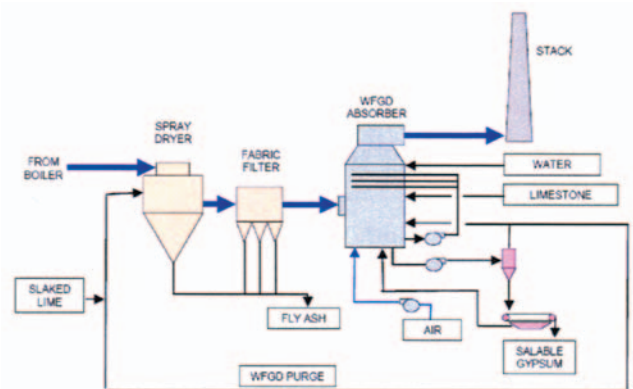 STACK
WFGD
ABSORBER
SPRAY
DRYER
FABRIC
FILTER
FROM
BOILER
WATER
LIMESTONE
SLAKED
LIME
FLY ASH
AIR
SALABLE
GYPSUM
WFGD PURGE